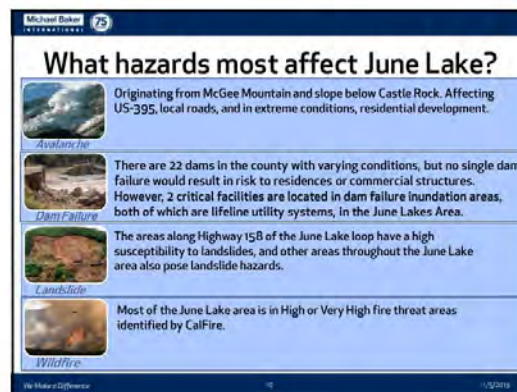 Michael Baker
INTERNATIONAL
75
What hazards most affect June Lake?
Originating from McGee Mountain and slope below Castle Rock. Affecting
US-395, local roads, and in extreme conditions, residential development.
Avalanche
There are 22 dams in the county with varying conditions, but no single dam
failure would result in risk to residences or commercial structures.
However, 2 critical facilities are located in dam failure inundation areas,
both of which are lifeline utility systems, in the June Lakes Area.
Dam Failure
The areas along Highway 158 of the June Lake loop have a high
susceptibility to landslides, and other areas throughout the June Lake
area also pose landslide hazards.
Landslide
Most of the June Lake area is in High or Very High fire threat areas
identified by CalFire.
Wildfire
We Make a Difference